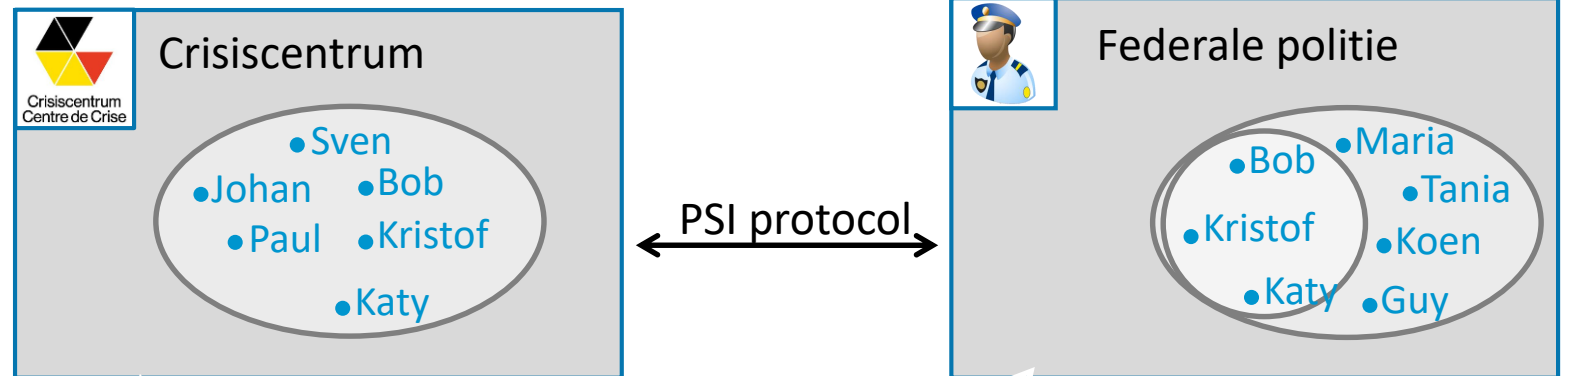 Crisiscentrum
Centre de Crise
Crisiscentrum
Sven
Johan
Bob
Paul
Kristof
Katy
PSI protocol
Federale politie
Bob
Maria
Tania
Kristof
Koen
Katy
Guy